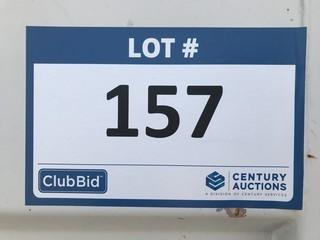 LOT #
157
ClubBid
CENTURY
AUCTIONS
A DIVISION OF CENTURY SERVICES